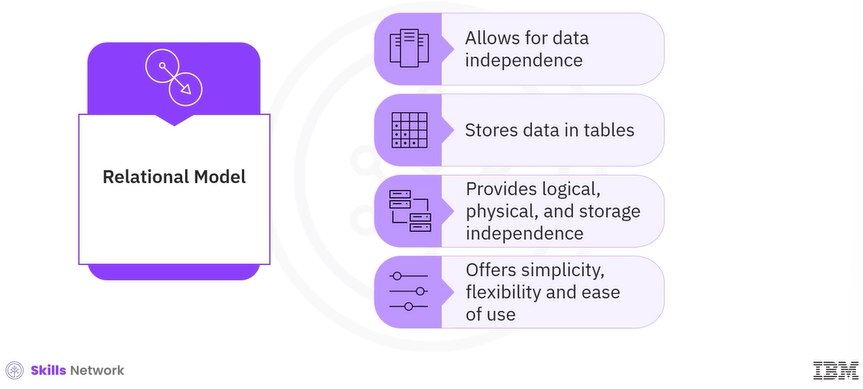 Relational Model
Allows for data
independence
Stores data in tables
Provides logical,
physical, and storage
independence
Offers simplicity,
flexibility and ease
of use
Skills Network
IBM